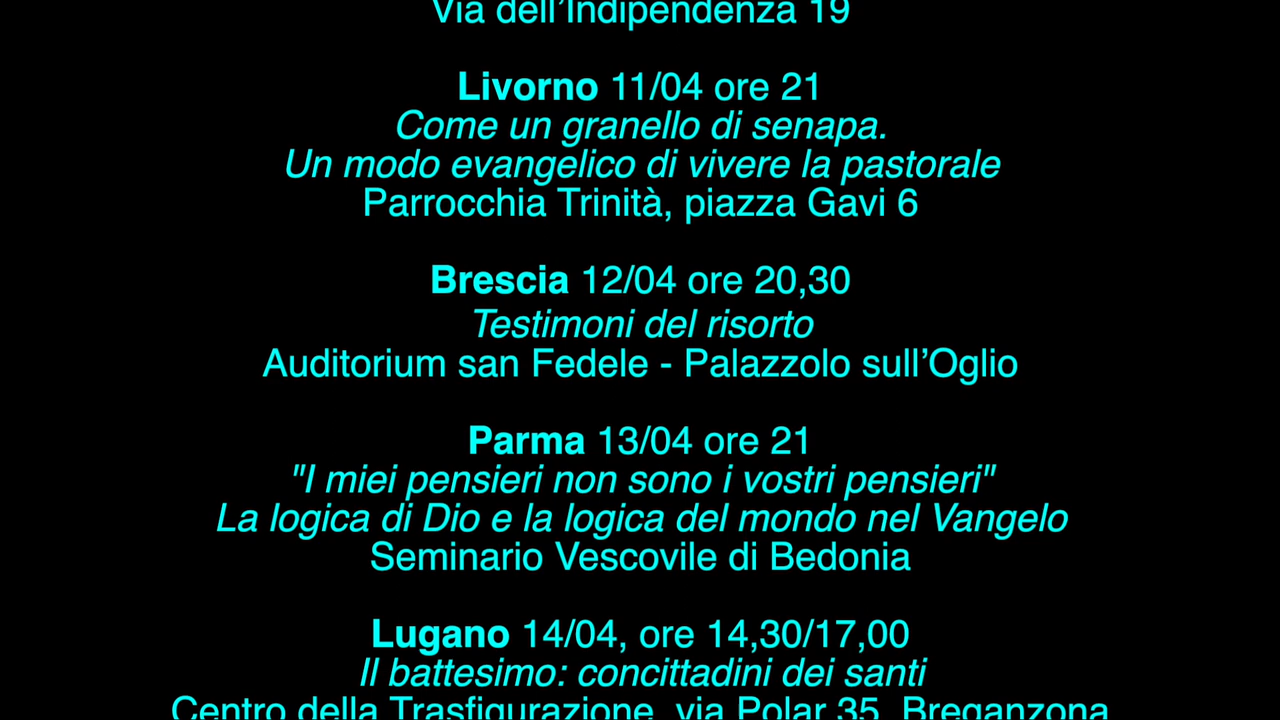 Via dell’Indipendenza 19
Livorno 11/04 ore 21
Come un granello di senapa.
Un modo evangelico di vivere la pastorale
Parrocchia Trinità, piazza Gavi 6
Brescia 12/04 ore 20,30
Testimoni del risorto
Auditorium san Fedele - Palazzolo sull’Oglio
Parma 13/04 ore 21
"I miei pensieri non sono i vostri pensieri"
La logica di Dio e la logica del mondo nel Vangelo
Seminario Vescovile di Bedonia
Lugano 14/04, ore 14,30/17,00
Il battesimo: concittadini dei santi
Centro della Trasfigurazione, via Polar 35, Breganzona